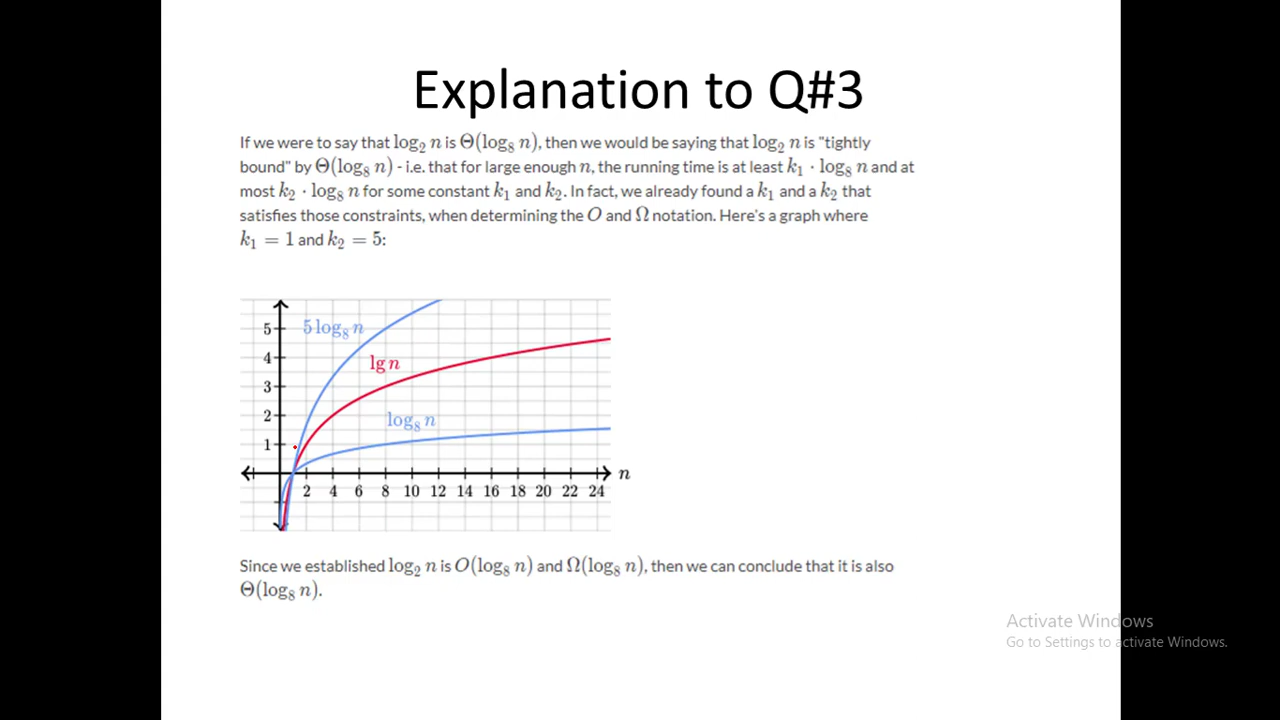 Explanation to Q#3
If we were to say that log₂ n is Θ(log₈ n), then we would be saying that log₂ n is "tightly
bound" by Θ(log₈ n) - i.e. that for large enough n, the running time is at least k₁ · log₈ n and at
most k₂ · log₈ n for some constant k₁ and k₂. In fact, we already found a k₁ and a k₂ that
satisfies those constraints, when determining the O and Ω notation. Here's a graph where
k₁ = 1 and k₂ = 5:
5 log₈ n
5
lg n
4
3
log₈ n
2
1
n
2 4 6 8 10 12 14 16 18 20 22 24
Since we established log₂ n is O(log₈ n) and Ω(log₈ n), then we can conclude that it is also
Θ(log₈ n).
Activate Windows
Go to Settings to activate Windows.